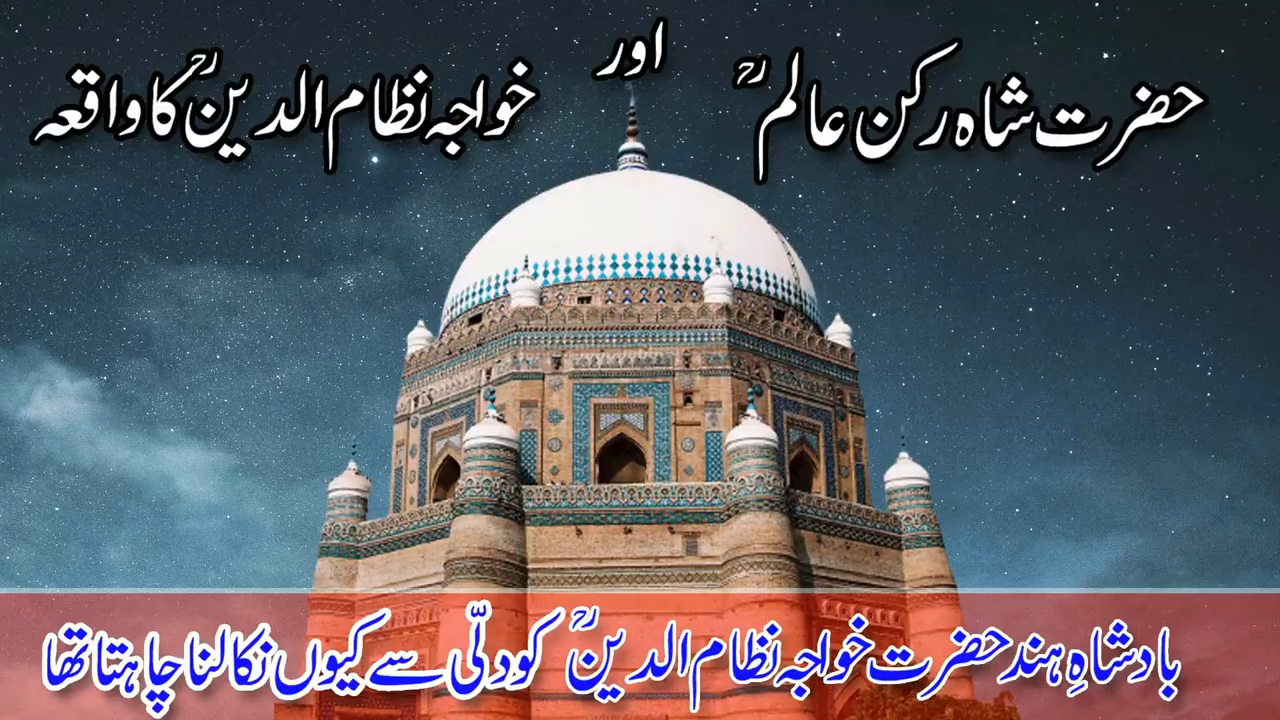 حضرت شاہ رکن عالمؒ اور خواجہ نظام الدینؒ کا واقعہ
بادشاہِ ہند حضرت خواجہ نظام الدینؒ کو دلّی سے کیوں نکالنا چاہتا تھا